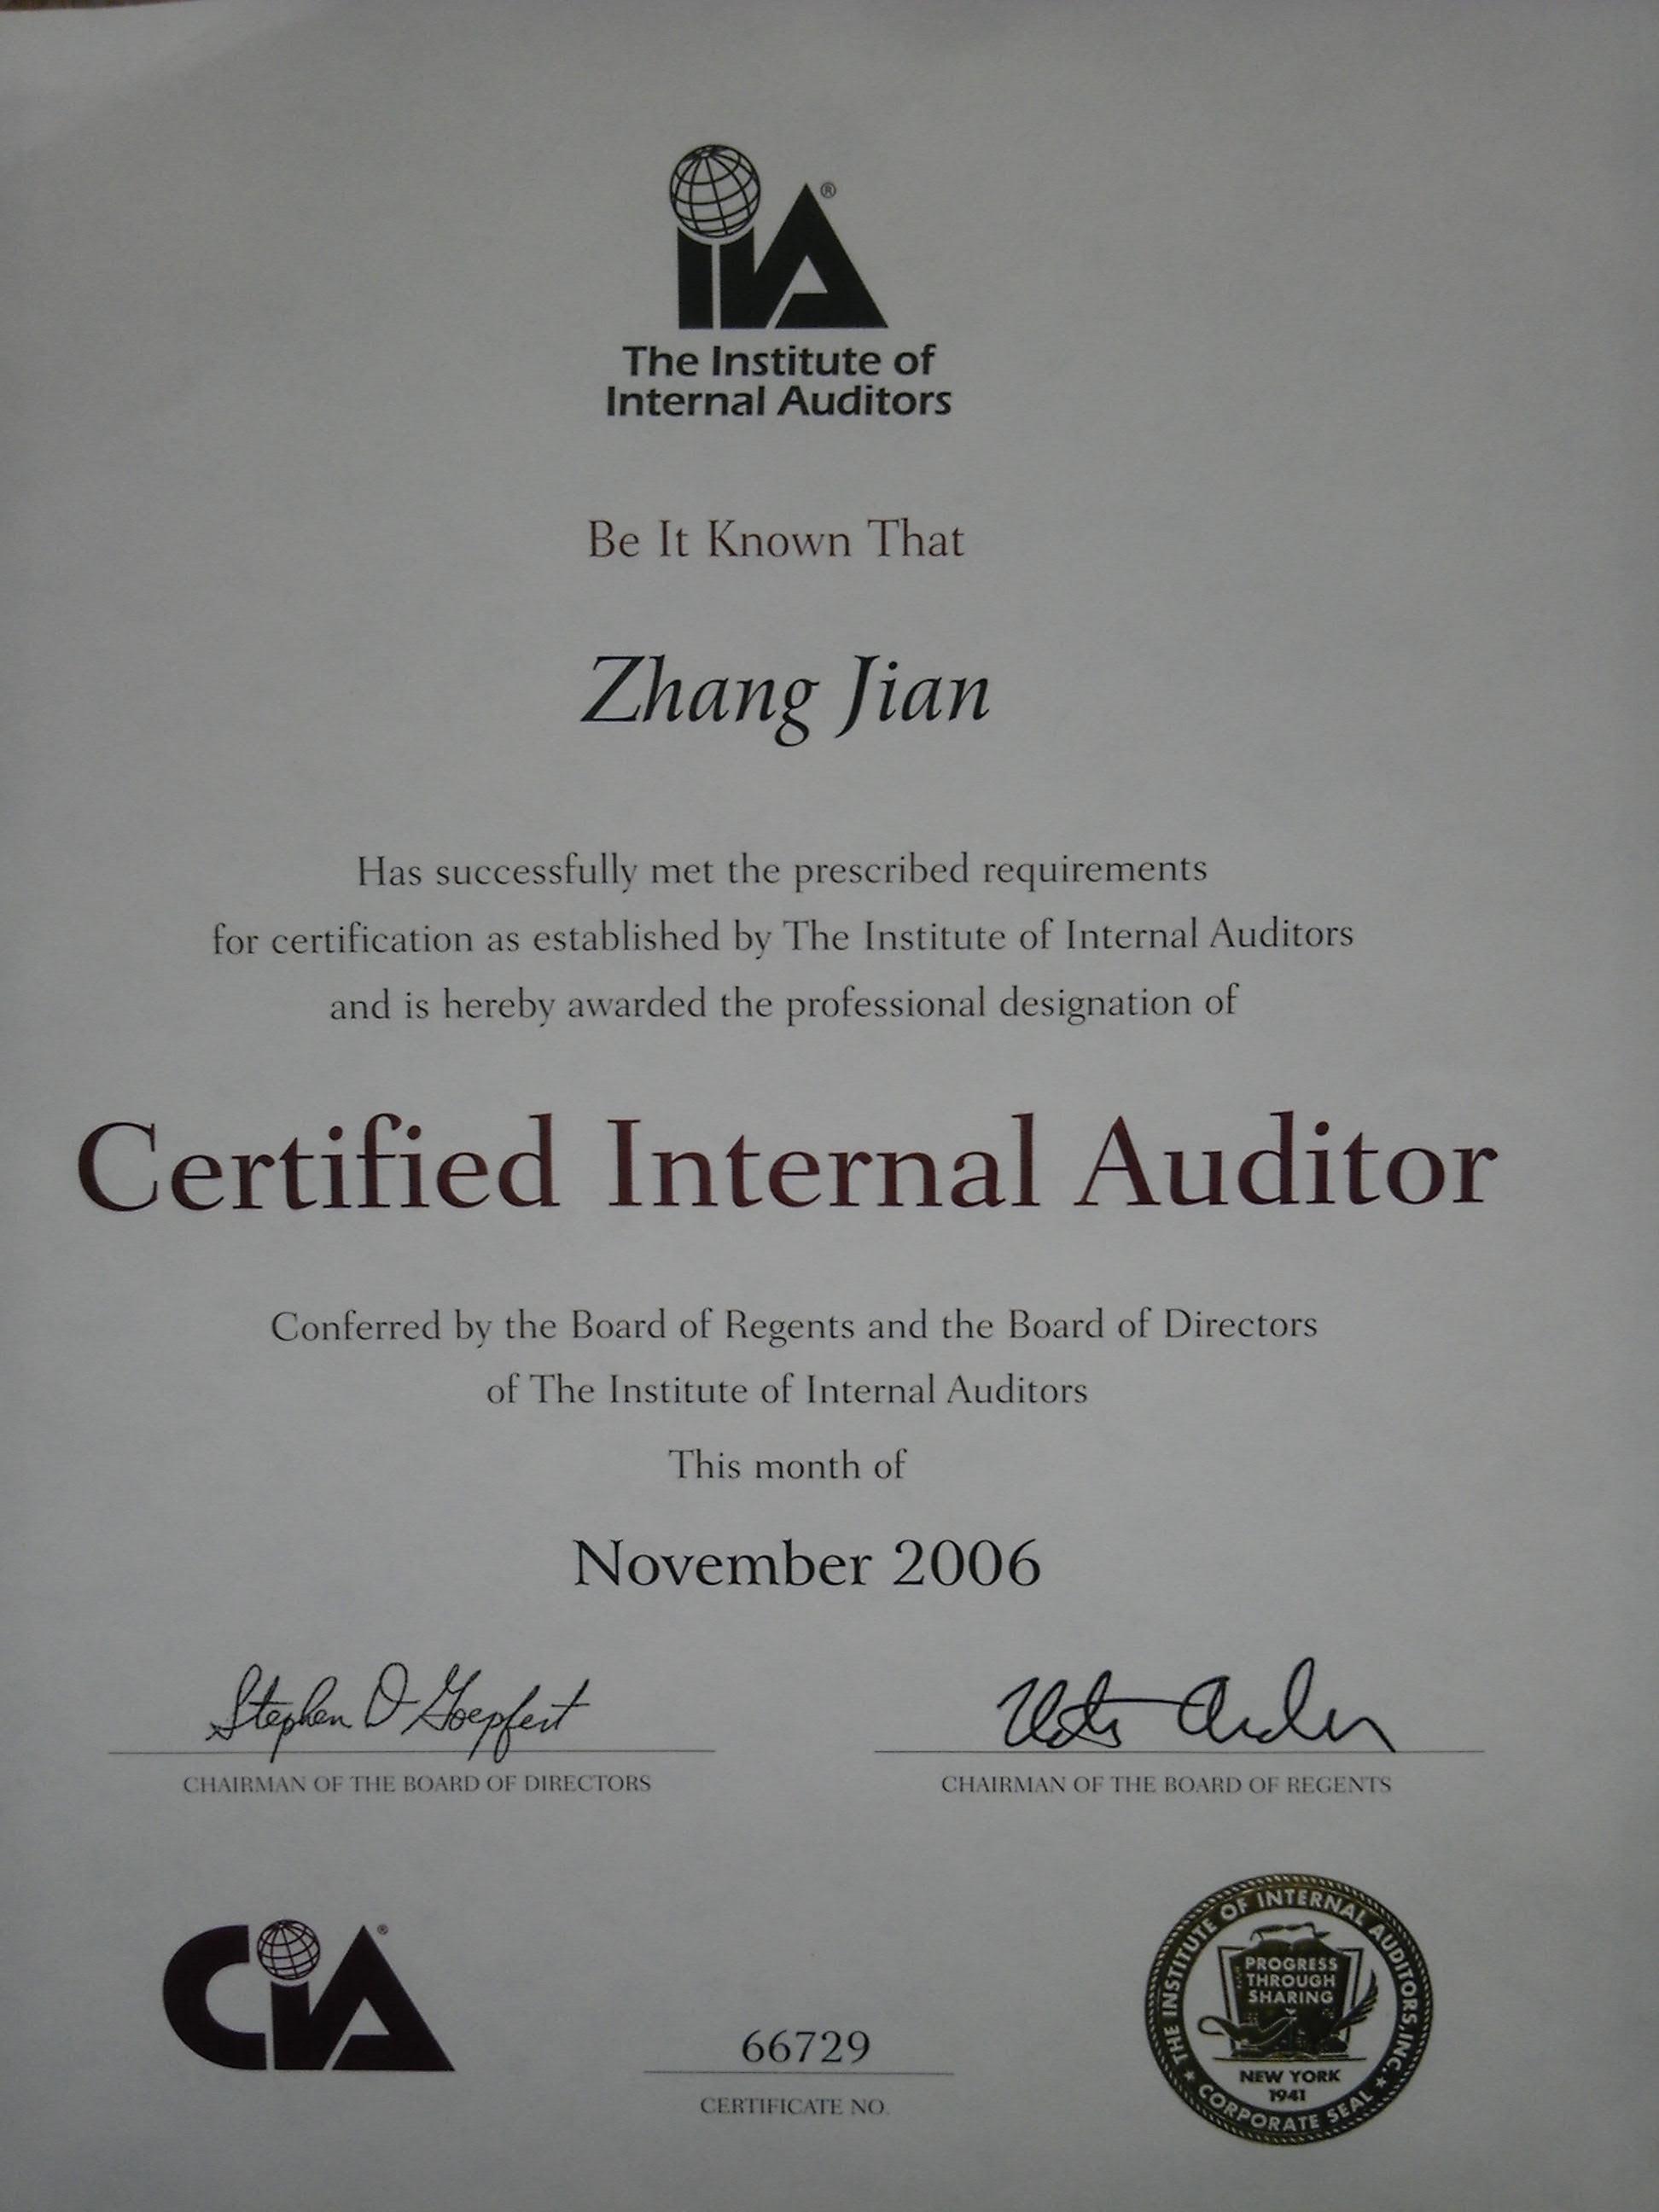 IIA®
The Institute of
Internal Auditors
Be It Known That
Zhang Jian
Has successfully met the prescribed requirements
for certification as established by The Institute of Internal Auditors
and is hereby awarded the professional designation of
Certified Internal Auditor
Conferred by the Board of Regents and the Board of Directors
of The Institute of Internal Auditors
This month of
November 2006
Stephen D Goepfert
CHAIRMAN OF THE BOARD OF DIRECTORS
CHAIRMAN OF THE BOARD OF REGENTS
CIA®
66729
CERTIFICATE NO.
THE INSTITUTE OF INTERNAL AUDITORS, INC.
PROGRESS
THROUGH
SHARING
NEW YORK
1941
CORPORATE SEAL